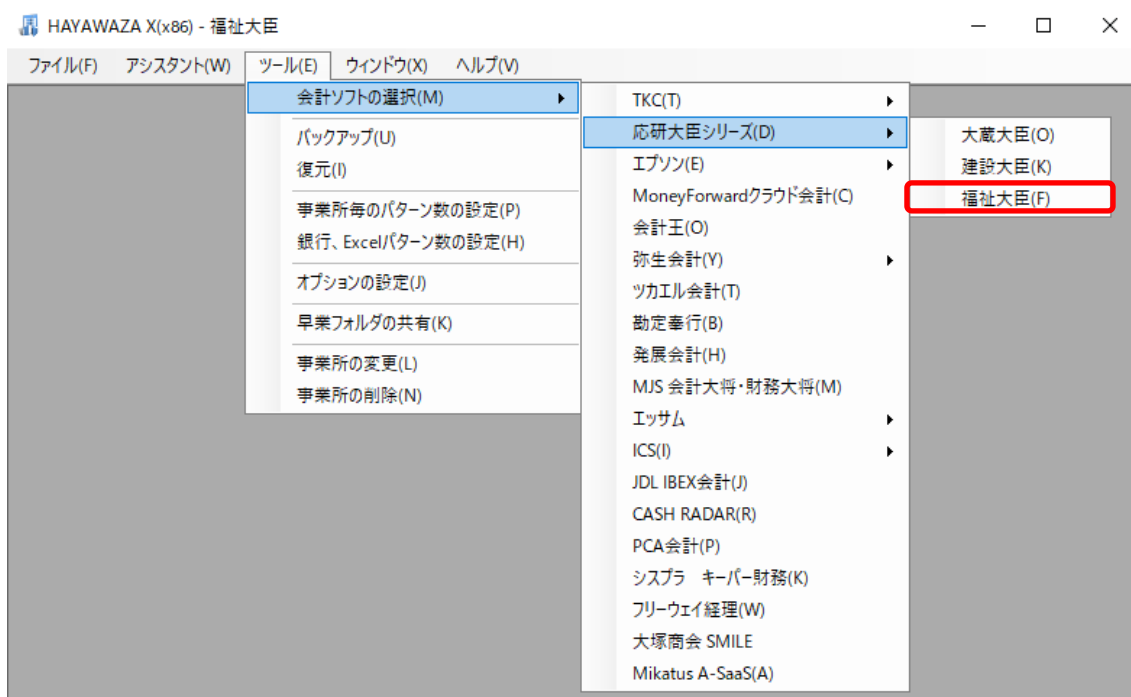 HAYAWAZA X(x86) - 福祉大臣
ファイル(F) アシスタント(W) ツール(E) ウィンドウ(X) ヘルプ(V)
会計ソフトの選択(M)
バックアップ(U)
復元(I)
事業所毎のパターン数の設定(P)
銀行、Excelパターン数の設定(H)
オプションの設定(J)
早業フォルダの共有(K)
事業所の変更(L)
事業所の削除(N)
TKC(T)
応研大臣シリーズ(D)
エプソン(E)
MoneyForwardクラウド会計(C)
会計王(O)
弥生会計(Y)
ツカエル会計(T)
勘定奉行(B)
発展会計(H)
MJS 会計大将・財務大将(M)
エッサム
ICS(I)
JDL IBEX会計(J)
CASH RADAR(R)
PCA会計(P)
シスプラ　キーパー財務(K)
フリーウェイ経理(W)
大塚商会 SMILE
Mikatus A-SaaS(A)
大蔵大臣(O)
建設大臣(K)
福祉大臣(F)